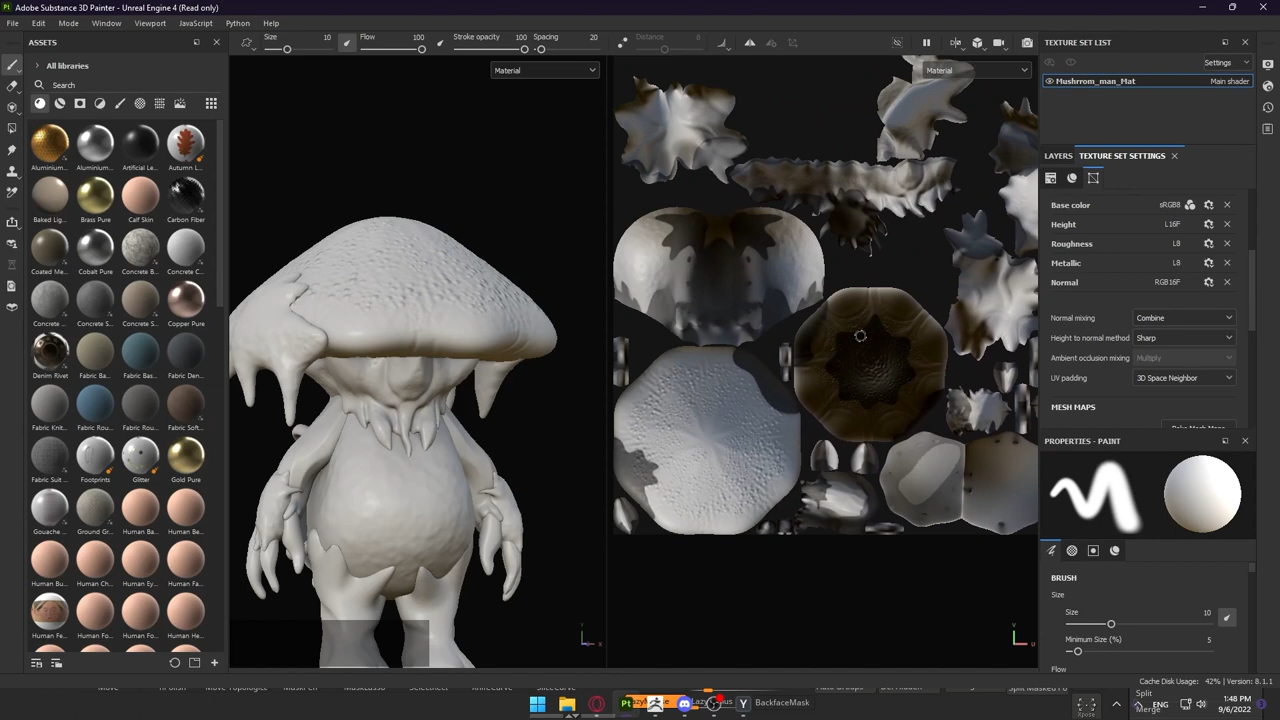 Adobe Substance 3D Painter - Unreal Engine 4 (Read only)
File Edit Mode Window Viewport JavaScript Python Help
ASSETS
Size 10 Flow 100 Stroke opacity 100 Spacing 20 Distance 8
All libraries
Search
Material
Material
Aluminium... Aluminium... Artificial Le... Autumn L...
Baked Lig... Brass Pure Calf Skin Carbon Fiber
Coated Me... Cobalt Pure Concrete B... Concrete C...
Concrete ... Concrete S... Concrete S... Copper Pure
Denim Rivet Fabric Ba... Fabric Bas... Fabric Den...
Fabric Knit... Fabric Rou... Fabric Rou... Fabric Soft...
Fabric Suit ... Footprints Glitter Gold Pure
Gouache ... Ground Gr... Human Ba... Human Be...
Human Bu... Human Ch... Human Ey... Human Fa...
Human Fe... Human Fo... Human Fo... Human He...
TEXTURE SET LIST
Settings
Mushrrom_man_Mat Main shader
LAYERS TEXTURE SET SETTINGS
Base color sRGB8
Height L16F
Roughness L8
Metallic L8
Normal RGB16F
Normal mixing Combine
Height to normal method Sharp
Ambient occlusion mixing Multiply
UV padding 3D Space Neighbor
MESH MAPS
PROPERTIES - PAINT
BRUSH
Size
Size 10
Minimum Size (%) 5
Flow
Cache Disk Usage: 42% | Version: 8.1.1
BackfaceMask
Xpose
Split
Merge
1:48 PM
9/6/2022